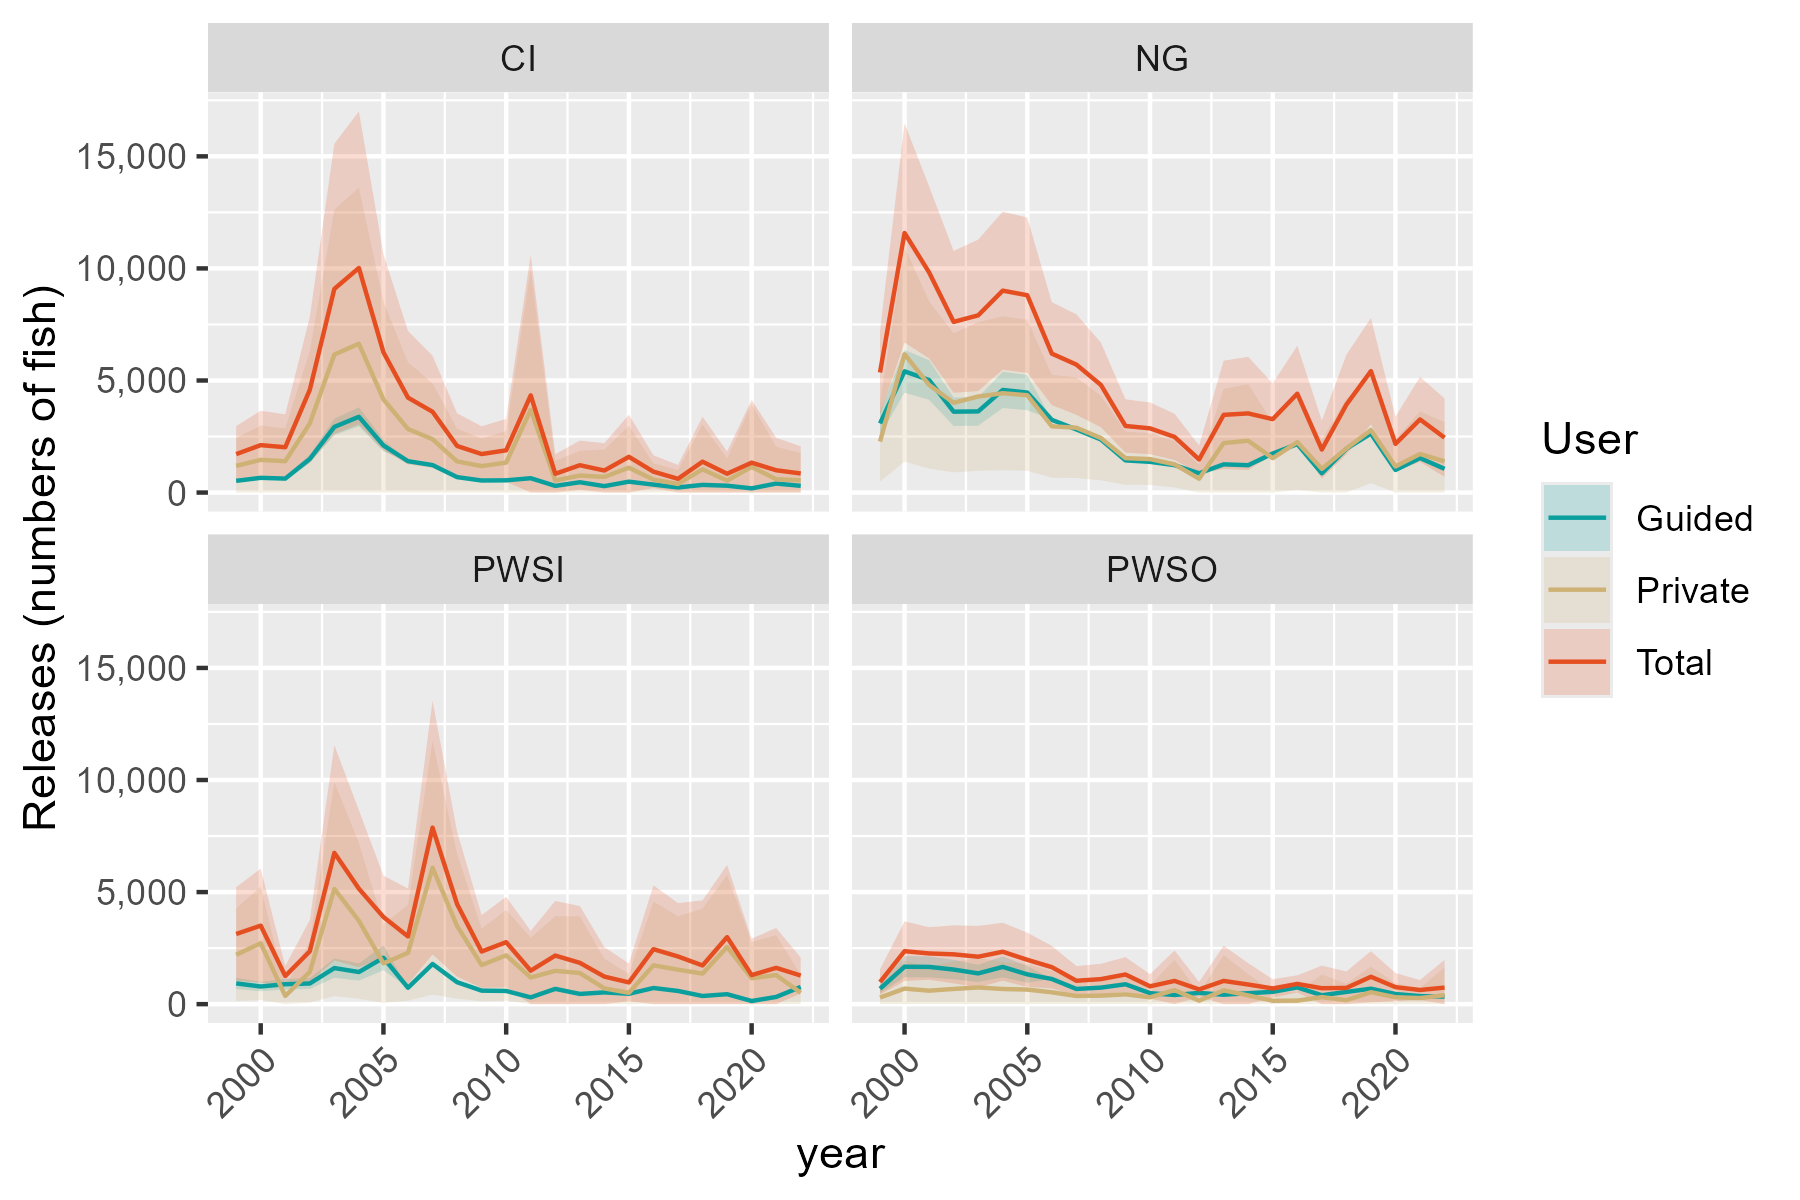 CI
NG
15,000
10,000
5,000
0
PWSI
PWSO
15,000
10,000
5,000
0
2000
2005
2010
2015
2020
2000
2005
2010
2015
2020
year
Releases (numbers of fish)
User
Guided
Private
Total